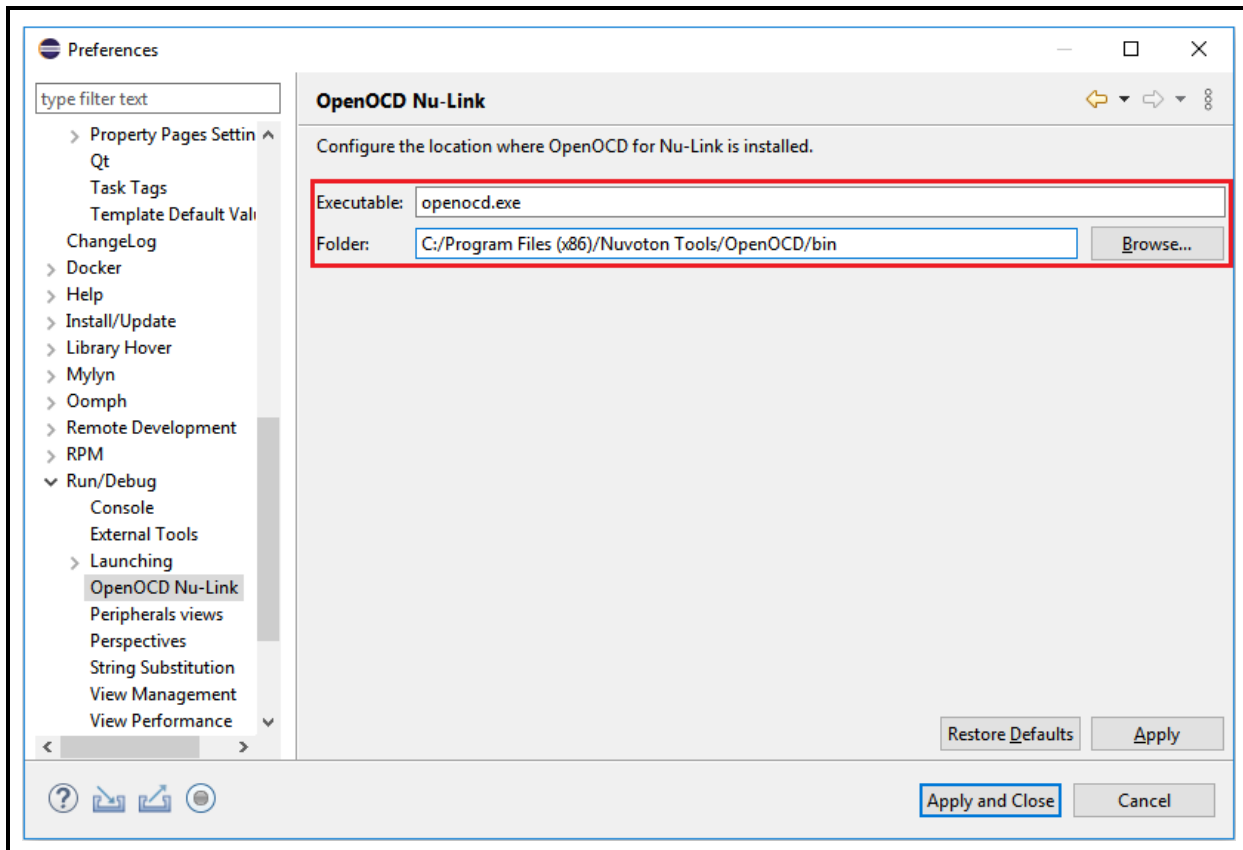 Preferences
type filter text
Property Pages Settin
Qt
Task Tags
Template Default Valu
ChangeLog
Docker
Help
Install/Update
Library Hover
Mylyn
Oomph
Remote Development
RPM
Run/Debug
Console
External Tools
Launching
OpenOCD Nu-Link
Peripherals views
Perspectives
String Substitution
View Management
View Performance
OpenOCD Nu-Link
Configure the location where OpenOCD for Nu-Link is installed.
Executable: openocd.exe
Folder: C:/Program Files (x86)/Nuvoton Tools/OpenOCD/bin Browse...
Restore Defaults Apply
Apply and Close Cancel